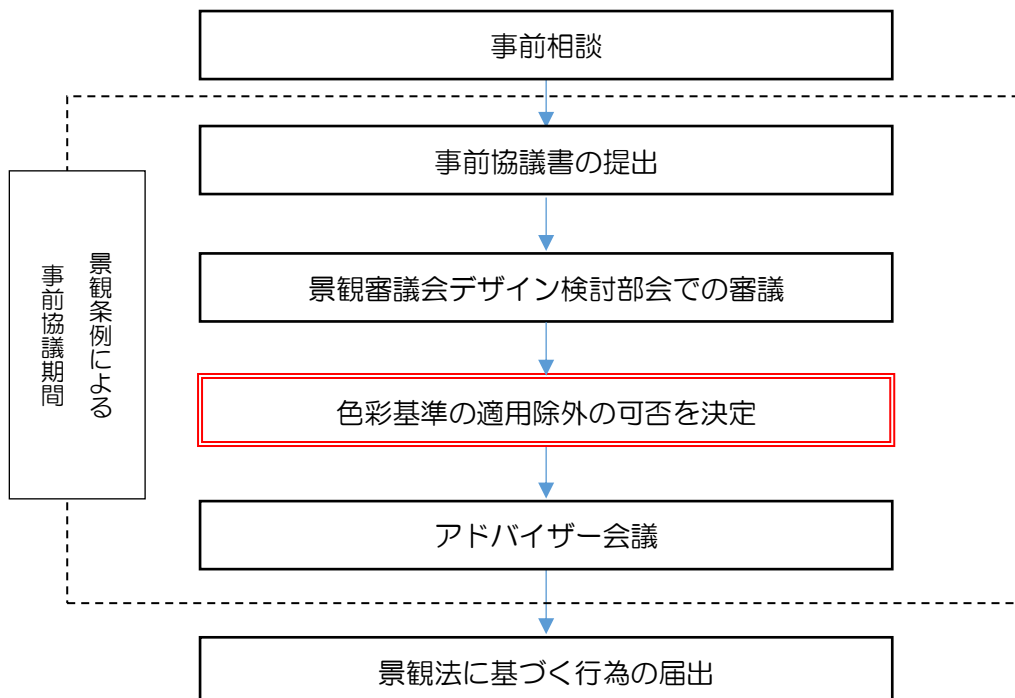 事前相談
事前協議書の提出
景観条例による
事前協議期間
景観審議会デザイン検討部会での審議
色彩基準の適用除外の可否を決定
アドバイザー会議
景観法に基づく行為の届出